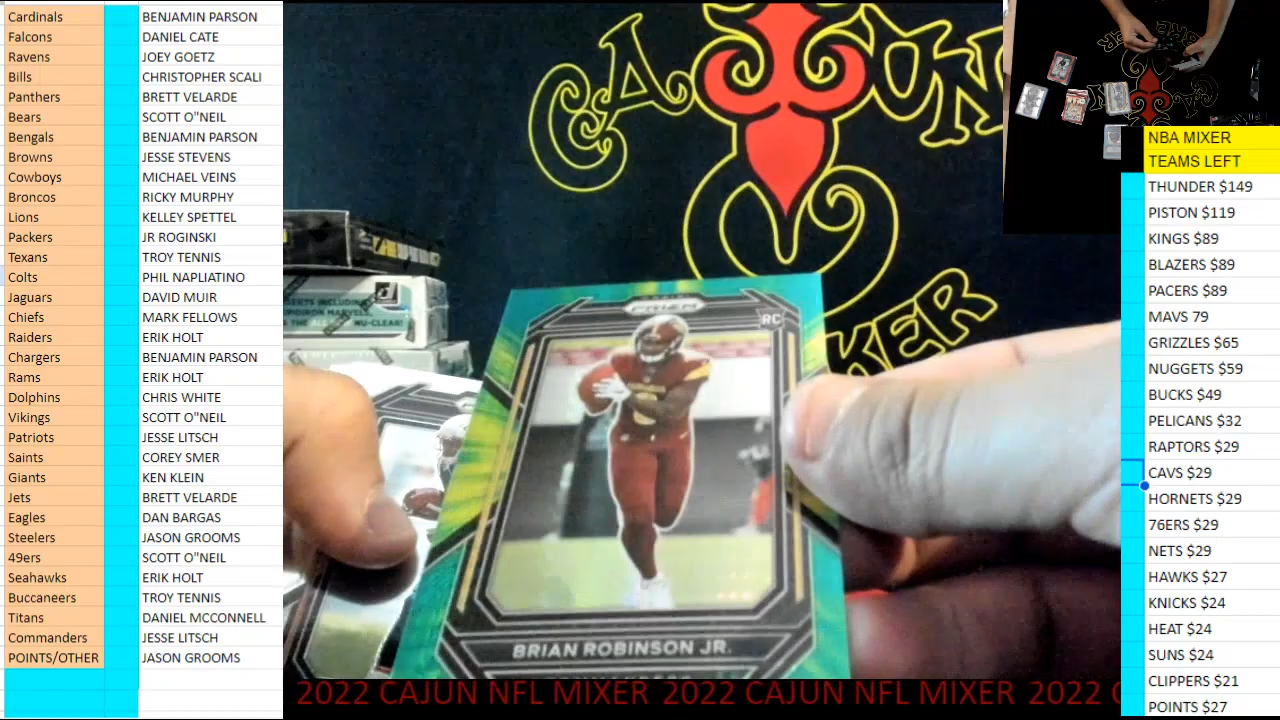 Cardinals BENJAMIN PARSON
Falcons DANIEL CATE
Ravens JOEY GOETZ
Bills CHRISTOPHER SCALI
Panthers BRETT VELARDE
Bears SCOTT O"NEIL
Bengals BENJAMIN PARSON
Browns JESSE STEVENS
Cowboys MICHAEL VEINS
Broncos RICKY MURPHY
Lions KELLEY SPETTEL
Packers JR ROGINSKI
Texans TROY TENNIS
Colts PHIL NAPLIATINO
Jaguars DAVID MUIR
Chiefs MARK FELLOWS
Raiders ERIK HOLT
Chargers BENJAMIN PARSON
Rams ERIK HOLT
Dolphins CHRIS WHITE
Vikings SCOTT O"NEIL
Patriots JESSE LITSCH
Saints COREY SMER
Giants KEN KLEIN
Jets BRETT VELARDE
Eagles DAN BARGAS
Steelers JASON GROOMS
49ers SCOTT O"NEIL
Seahawks ERIK HOLT
Buccaneers TROY TENNIS
Titans DANIEL MCCONNELL
Commanders JESSE LITSCH
POINTS/OTHER JASON GROOMS
CAJUN
KER
PRIZM
RC
BRIAN ROBINSON JR.
2022 CAJUN NFL MIXER 2022 CAJUN NFL MIXER 2022 C
NBA MIXER
TEAMS LEFT
THUNDER $149
PISTON $119
KINGS $89
BLAZERS $89
PACERS $89
MAVS 79
GRIZZLES $65
NUGGETS $59
BUCKS $49
PELICANS $32
RAPTORS $29
CAVS $29
HORNETS $29
76ERS $29
NETS $29
HAWKS $27
KNICKS $24
HEAT $24
SUNS $24
CLIPPERS $21
POINTS $27